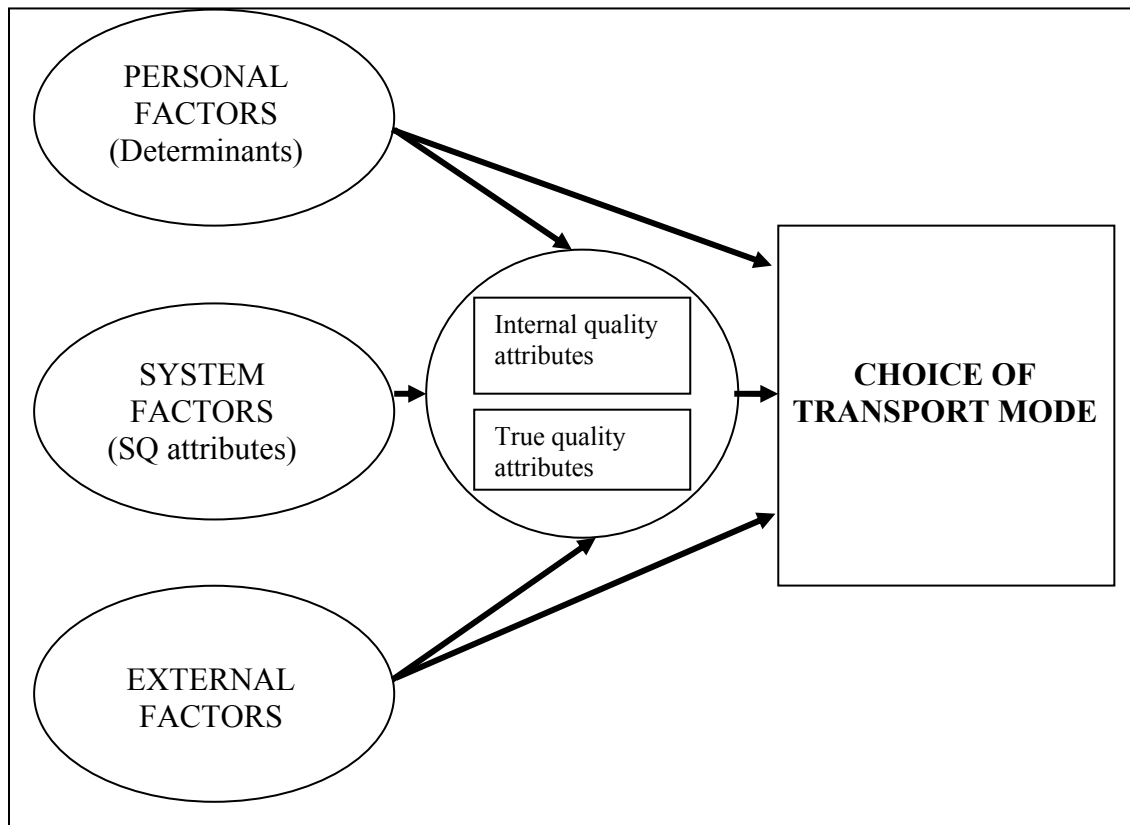 PERSONAL
FACTORS
(Determinants)
Internal quality
attributes
SYSTEM
FACTORS
(SQ attributes)
CHOICE OF
TRANSPORT MODE
True quality
attributes
EXTERNAL
FACTORS